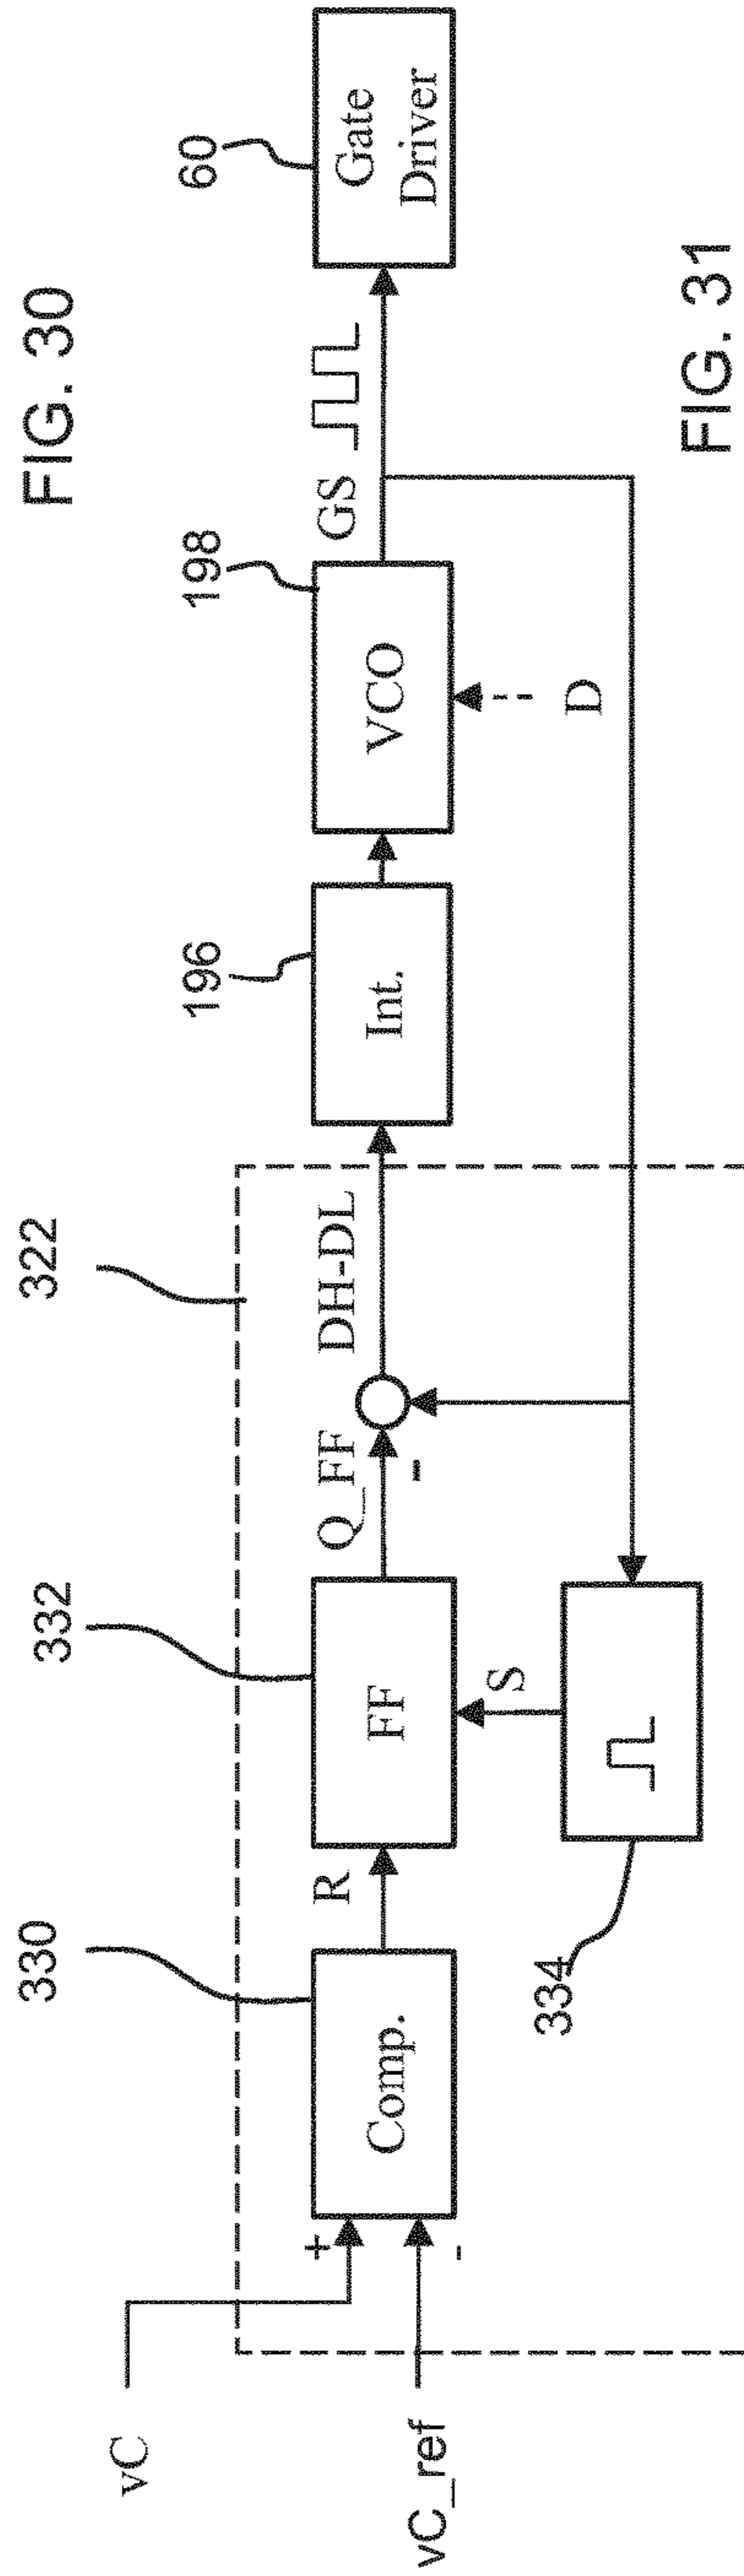 FIG. 30
322
330
332
196
198
60
vC
+
vC_ref
-
Comp.
R
FF
Q_FF
-
DH-DL
Int.
VCO
GS
Gate
Driver
S
D
334
FIG. 31